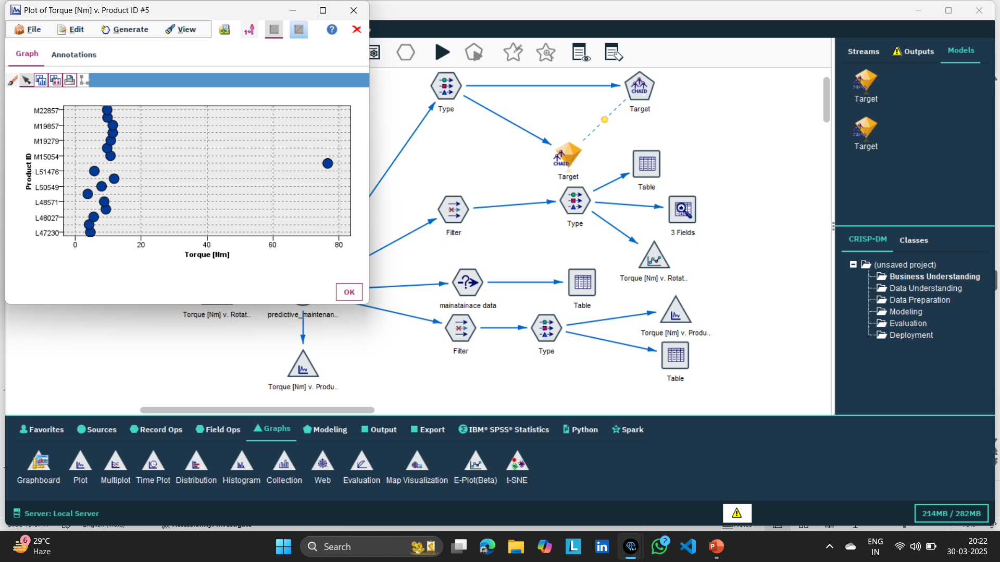 Plot of Torque [Nm] v. Product ID #5
File
Edit
Generate
View
Graph
Annotations
M22857
M19857
M19279
M15054
L51476
L50549
L48571
L48027
L47230
Product ID
0
20
40
60
80
Torque [Nm]
OK
Type
CHAID
Target
CHAID
Target
Table
Filter
Type
3 Fields
Torque [Nm] v. Rotat..
mainatainace data
Table
Filter
Type
Torque [Nm] v. Produ..
Table
Torque [Nm] v. Rotat..
predictive_maintenan..
Torque [Nm] v. Produ..
Streams
Outputs
Models
Target
Target
CRISP-DM
Classes
(unsaved project)
Business Understanding
Data Understanding
Data Preparation
Modeling
Evaluation
Deployment
Favorites
Sources
Record Ops
Field Ops
Graphs
Modeling
Output
Export
IBM® SPSS® Statistics
Python
Spark
Graphboard
Plot
Multiplot
Time Plot
Distribution
Histogram
Collection
Web
Evaluation
Map Visualization
E-Plot(Beta)
t-SNE
Server: Local Server
214MB / 282MB
6
29°C
Haze
Search
2
ENG
IN
20:22
30-03-2025